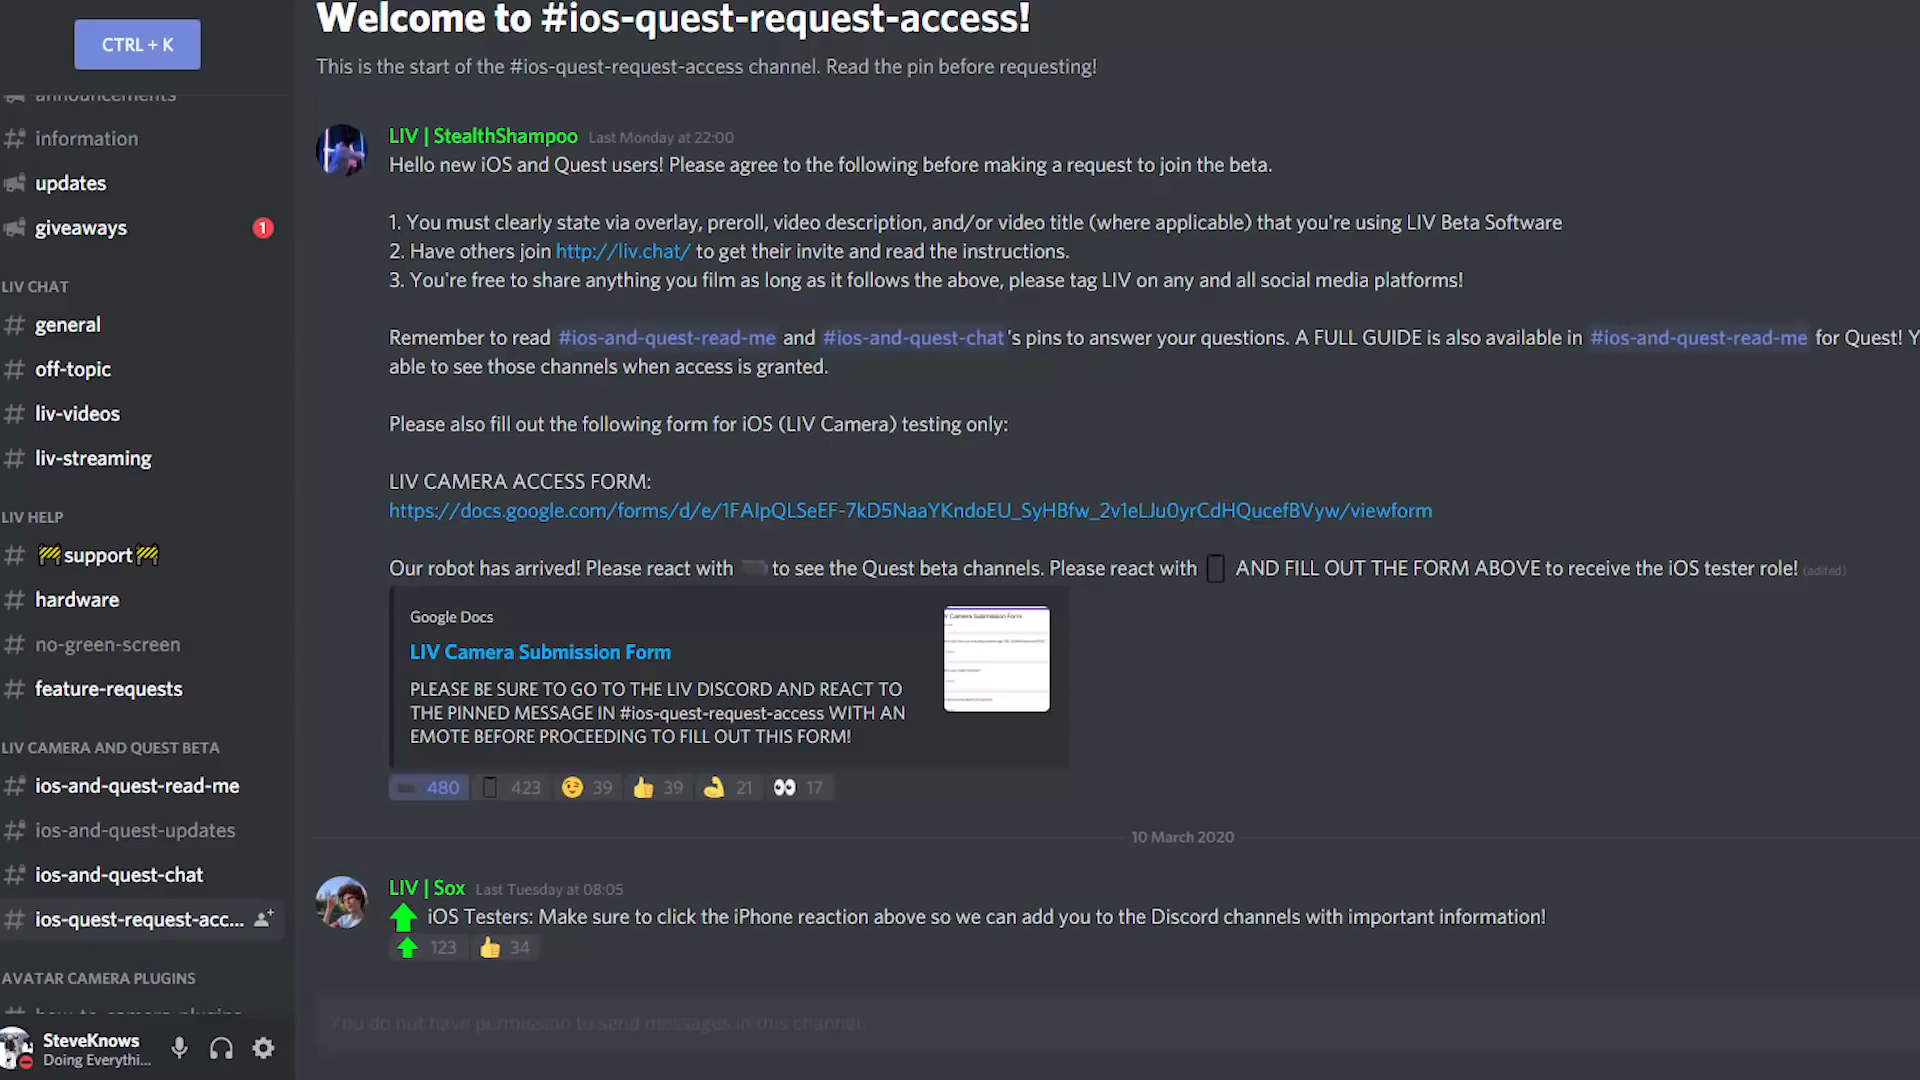 CTRL + K
announcements
information
updates
giveaways
1
LIV CHAT
general
off-topic
liv-videos
liv-streaming
LIV HELP
support
hardware
no-green-screen
feature-requests
LIV CAMERA AND QUEST BETA
ios-and-quest-read-me
ios-and-quest-updates
ios-and-quest-chat
ios-quest-request-acc...
AVATAR CAMERA PLUGINS
SteveKnows
Doing Everythi...
Welcome to #ios-quest-request-access!
This is the start of the #ios-quest-request-access channel. Read the pin before requesting!
LIV | StealthShampoo Last Monday at 22:00
Hello new iOS and Quest users! Please agree to the following before making a request to join the beta.
1. You must clearly state via overlay, preroll, video description, and/or video title (where applicable) that you're using LIV Beta Software
2. Have others join http://liv.chat/ to get their invite and read the instructions.
3. You're free to share anything you film as long as it follows the above, please tag LIV on any and all social media platforms!
Remember to read #ios-and-quest-read-me and #ios-and-quest-chat's pins to answer your questions. A FULL GUIDE is also available in #ios-and-quest-read-me for Quest! Y
able to see those channels when access is granted.
Please also fill out the following form for iOS (LIV Camera) testing only:
LIV CAMERA ACCESS FORM:
https://docs.google.com/forms/d/e/1FAIpQLSeEF-7kD5NaaYKndoEU_SyHBfw_2v1eLJu0yrCdHQucefBVyw/viewform
Our robot has arrived! Please react with to see the Quest beta channels. Please react with AND FILL OUT THE FORM ABOVE to receive the iOS tester role! (edited)
Google Docs
LIV Camera Submission Form
PLEASE BE SURE TO GO TO THE LIV DISCORD AND REACT TO
THE PINNED MESSAGE IN #ios-quest-request-access WITH AN
EMOTE BEFORE PROCEEDING TO FILL OUT THIS FORM!
480 423 39 39 21 17
10 March 2020
LIV | Sox Last Tuesday at 08:05
iOS Testers: Make sure to click the iPhone reaction above so we can add you to the Discord channels with important information!
123 34
You do not have permission to send messages in this channel.